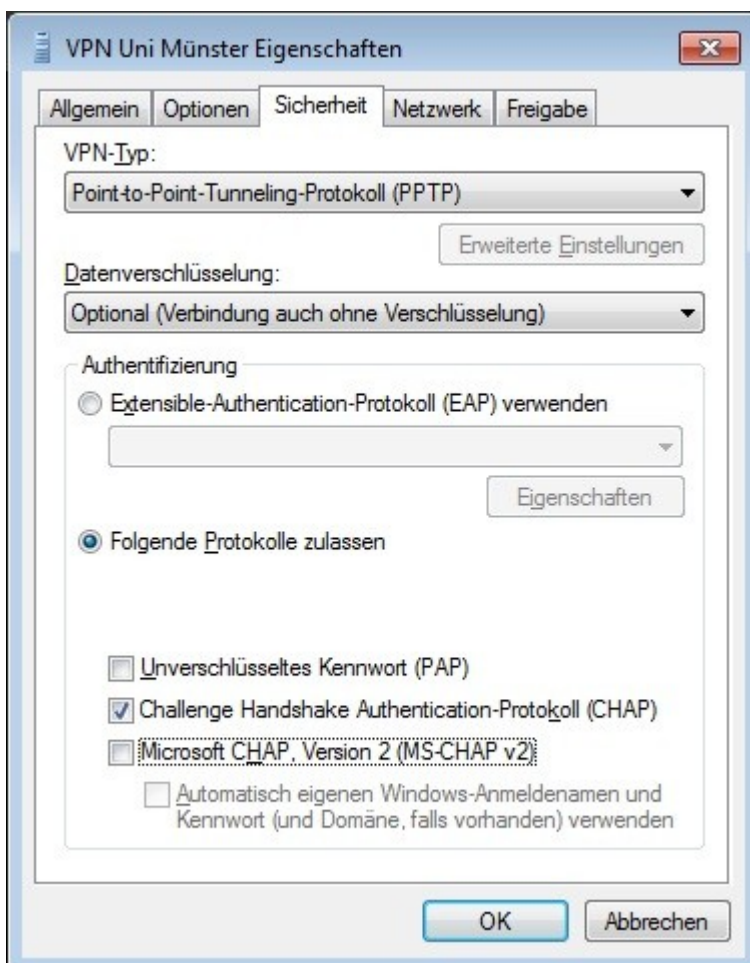 VPN Uni Münster Eigenschaften
Allgemein Optionen Sicherheit Netzwerk Freigabe
VPN-Typ:
Point-to-Point-Tunneling-Protokoll (PPTP)
Erweiterte Einstellungen
Datenverschlüsselung:
Optional (Verbindung auch ohne Verschlüsselung)
Authentifizierung
Extensible-Authentication-Protokoll (EAP) verwenden
Eigenschaften
Folgende Protokolle zulassen
Unverschlüsseltes Kennwort (PAP)
Challenge Handshake Authentication-Protokoll (CHAP)
Microsoft CHAP, Version 2 (MS-CHAP v2)
Automatisch eigenen Windows-Anmeldenamen und
Kennwort (und Domäne, falls vorhanden) verwenden
OK Abbrechen